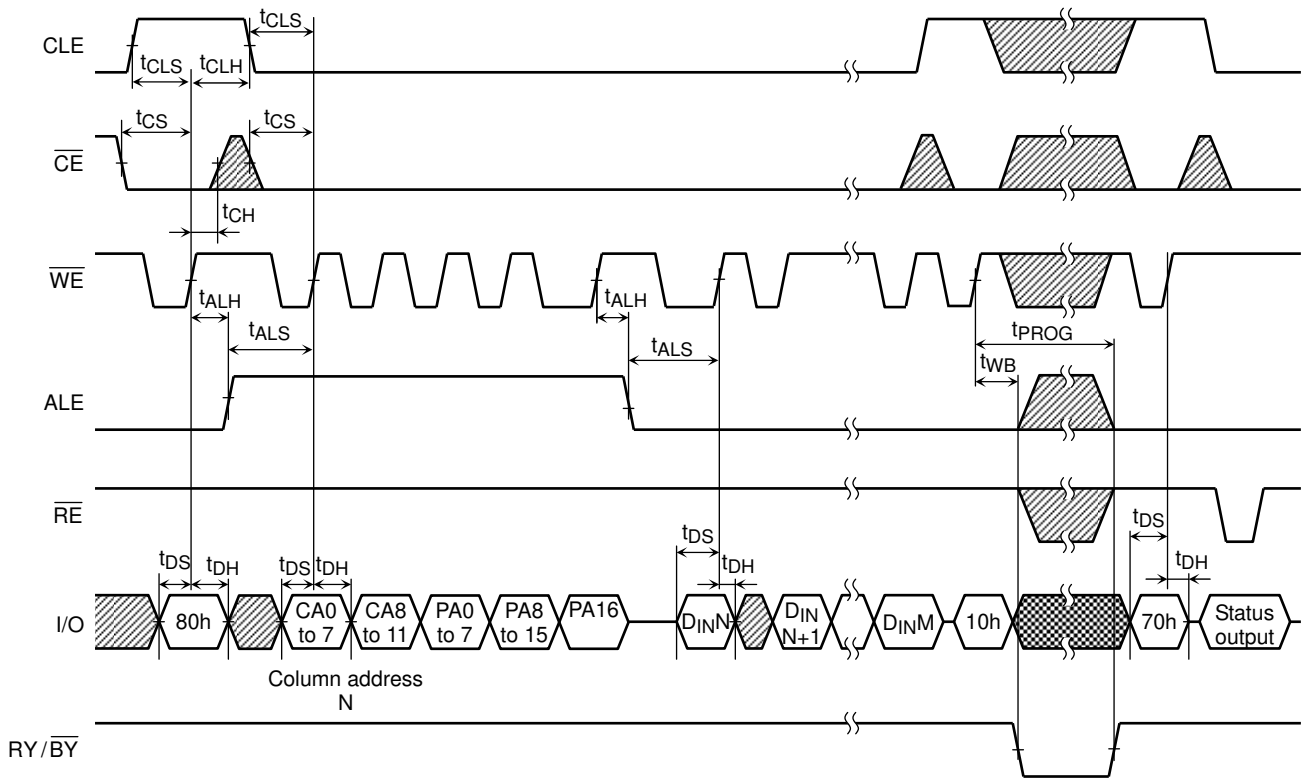 CLE
tCLS
tCLS tCLH
tCS tCS
CE
tCH
WE
tALH tALH
tALS tALS tPROG
tWB
ALE
RE
tDS tDH tDS tDH tDS tDH tDS tDH
I/O
80h
CA0
to 7
CA8
to 11
PA0
to 7
PA8
to 15
PA16
DINN
DIN
N+1
DINM
10h
70h
Status
output
Column address
N
RY/BY